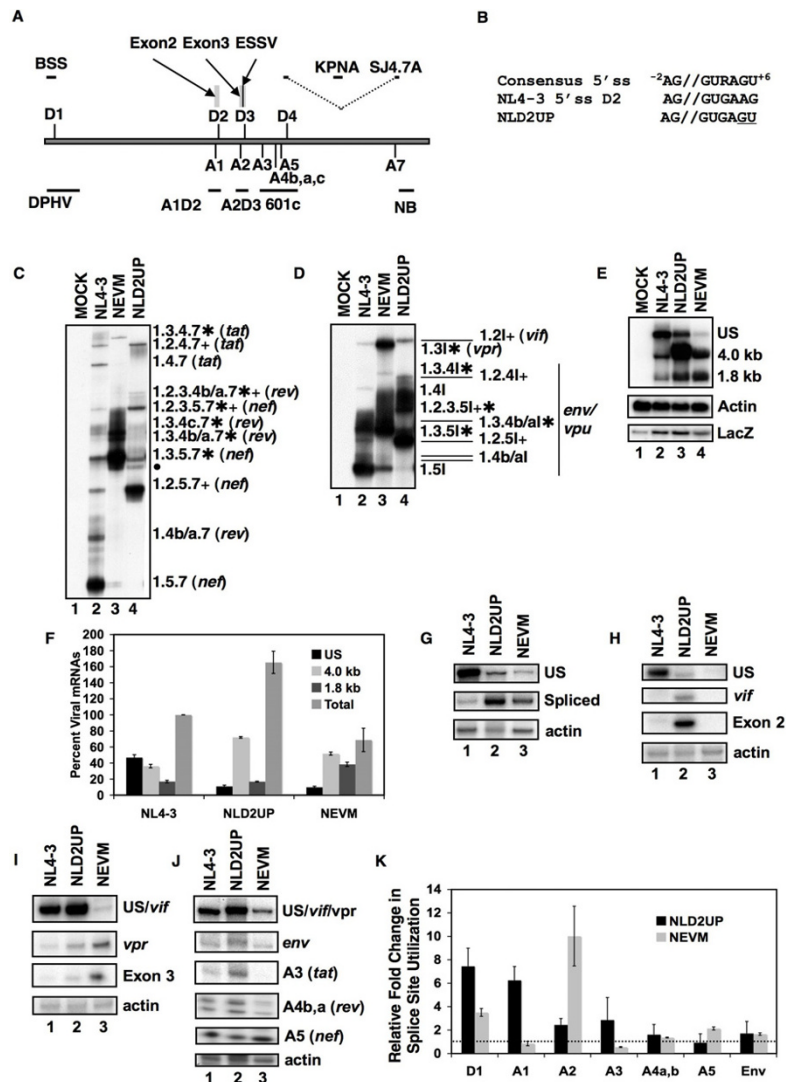 A
Exon2 Exon3 ESSV
BSS KPNA SJ4.7A
D1 D2 D3 D4
A1 A2 A3 A5 A7
A4b,a,c
DPHV A1D2 A2D3 601c NB
B
Consensus 5'ss -2AG//GURAGU+6
NL4-3 5'ss D2 AG//GUGAAG
NLD2UP AG//GUGAGU
C
MOCK NL4-3 NEVM NLD2UP
1.3.4.7* (tat)
1.2.4.7+ (tat)
1.4.7 (tat)
1.2.3.4b/a.7*+ (rev)
1.2.3.5.7*+ (nef)
1.3.4c.7* (rev)
1.3.4b/a.7* (rev)
1.3.5.7* (nef)
•
1.2.5.7+ (nef)
1.4b/a.7 (rev)
1.5.7 (nef)
1 2 3 4
D
MOCK NL4-3 NEVM NLD2UP
1.2I+ (vif)
1.3I* (vpr)
1.3.4I*
1.2.4I+
1.4I
1.2.3.5I+*
1.3.4b/aI*
1.3.5I*
1.2.5I+
1.4b/aI
1.5I
env/
vpu
1 2 3 4
E
MOCK NL4-3 NLD2UP NEVM
US
4.0 kb
1.8 kb
Actin
LacZ
1 2 3 4
F
Percent Viral mRNAs
200
180
160
140
120
100
80
60
40
20
0
US
4.0 kb
1.8 kb
Total
NL4-3 NLD2UP NEVM
G
NL4-3 NLD2UP NEVM
US
Spliced
actin
1 2 3
H
NL4-3 NLD2UP NEVM
US
vif
Exon 2
actin
1 2 3
I
NL4-3 NLD2UP NEVM
US/vif
vpr
Exon 3
actin
1 2 3
J
NL4-3 NLD2UP NEVM
US/vif/vpr
env
A3 (tat)
A4b,a (rev)
A5 (nef)
actin
1 2 3
K
Relative Fold Change in
Splice Site Utilization
14
12
10
8
6
4
2
0
NLD2UP
NEVM
D1 A1 A2 A3 A4a,b A5 Env